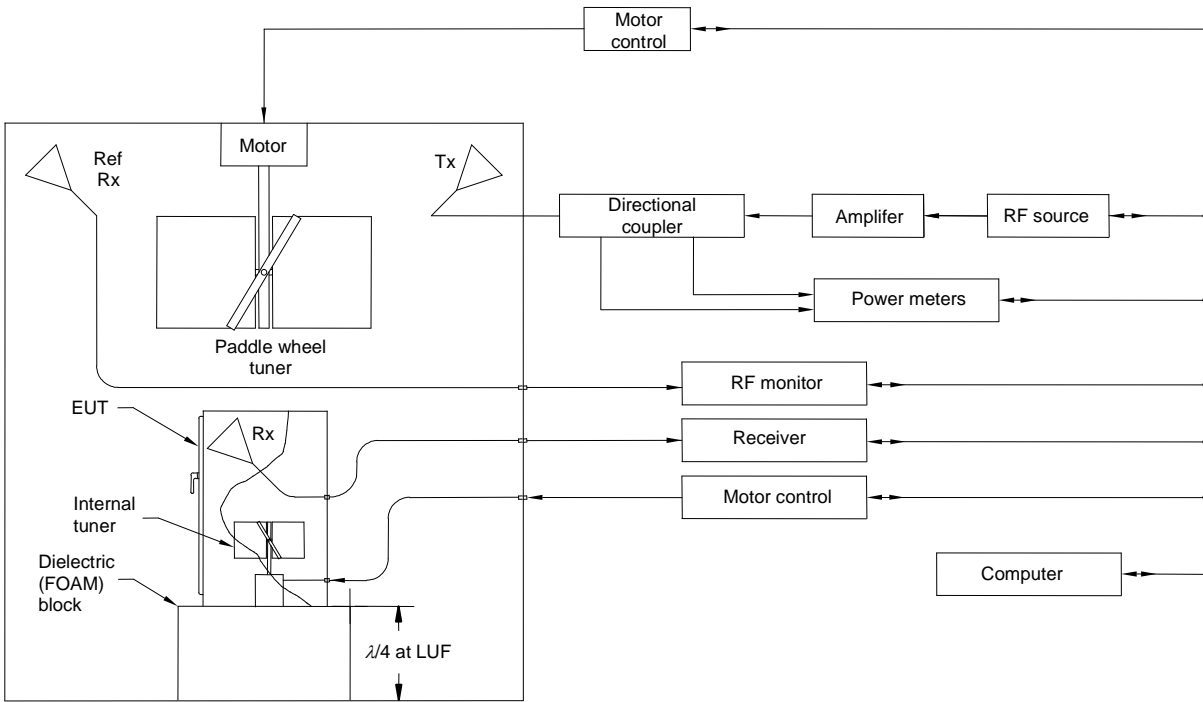 Motor
control
Motor
Ref
Rx
Tx
Directional
coupler
Amplifer
RF source
Power meters
Paddle wheel
tuner
RF monitor
EUT
Rx
Receiver
Internal
tuner
Motor control
Dielectric
(FOAM)
block
Computer
λ/4 at LUF